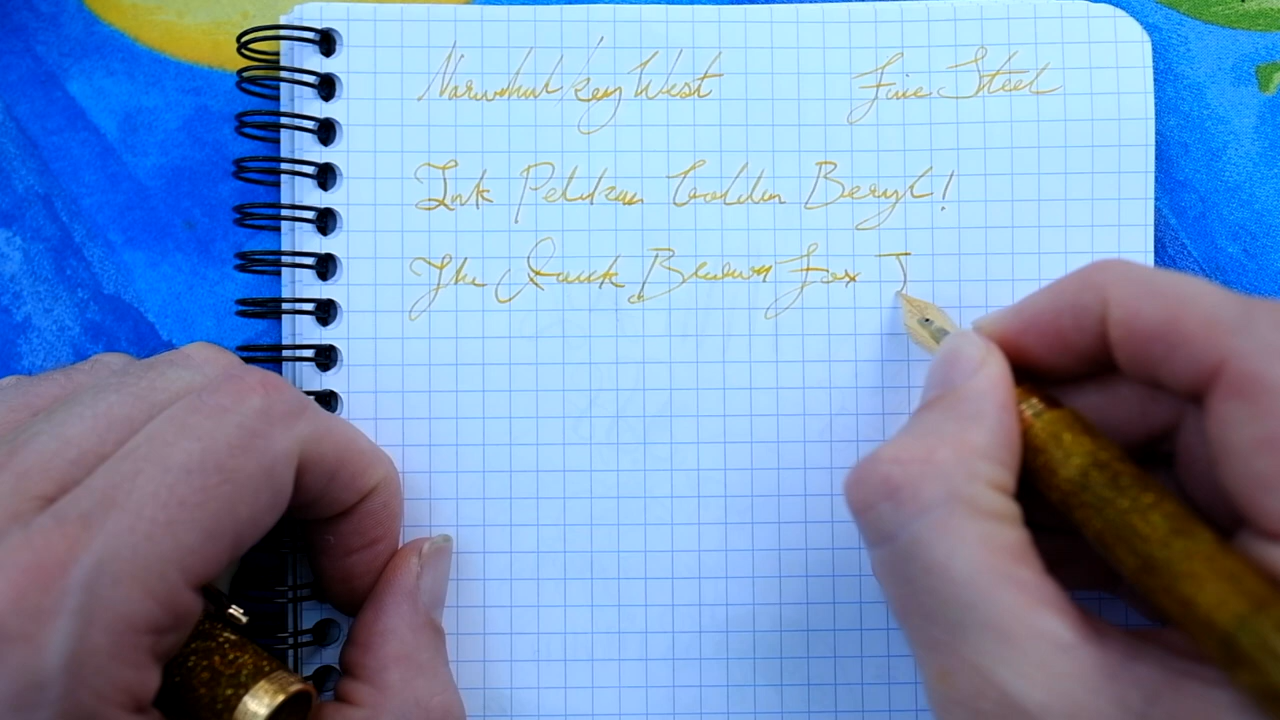 Narwhal Key West Fine Steel
Ink Pelikan Golden Beryl!
The Quick Brown Fox J